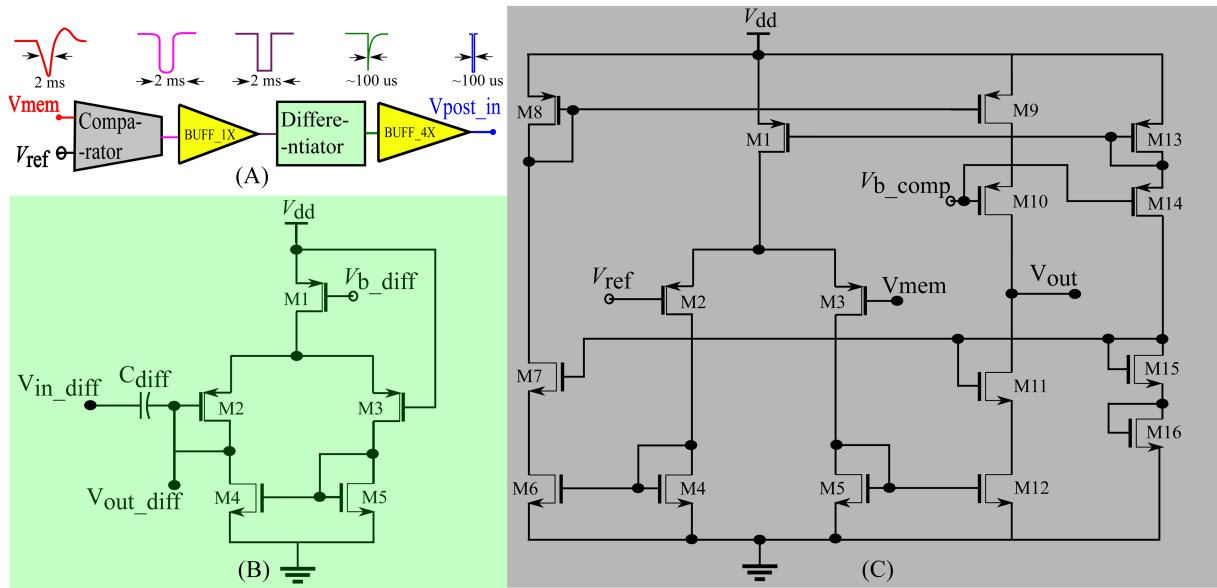 2 ms
2 ms
2 ms
~100 us
~100 us
Vmem
Vref
Compa-
-rator
BUFF_1X
Differe-
-ntiator
BUFF_4X
Vpost_in
(A)
Vdd
M1
Vb_diff
Vin_diff
Cdiff
M2
M3
Vout_diff
M4
M5
(B)
Vdd
M8
M9
M1
M13
Vb_comp
M10
M14
Vref
M2
M3
Vmem
Vout
M7
M11
M15
M16
M6
M4
M5
M12
(C)